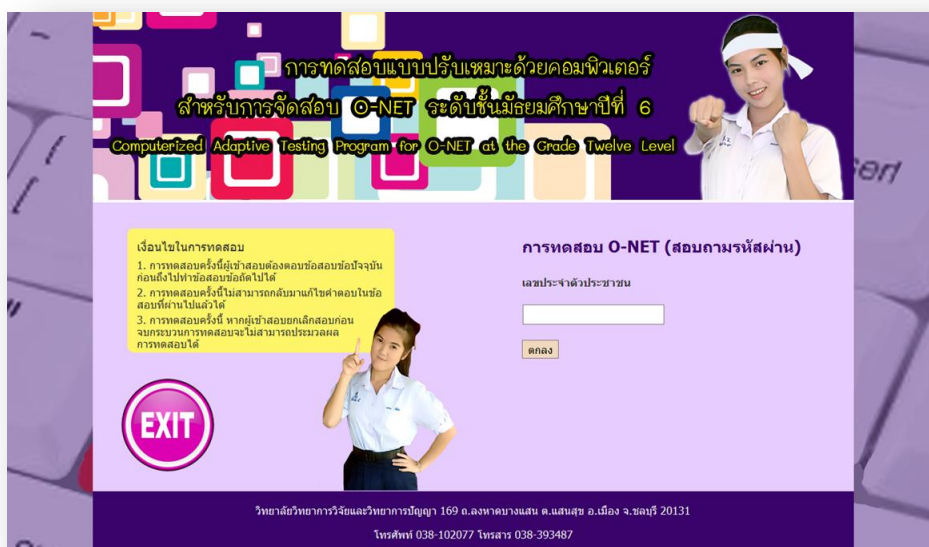 การทดสอบแบบปรับเหมาะด้วยคอมพิวเตอร์
สำหรับการจัดสอบ O-NET ระดับชั้นมัธยมศึกษาปีที่ 6
Computerized Adaptive Testing Program for O-NET at the Grade Twelve Level
เงื่อนไขในการทดสอบ
1. การทดสอบครั้งนี้ผู้เข้าสอบต้องตอบข้อสอบข้อปัจจุบัน
ก่อนถึงไปทำข้อสอบข้อถัดไปได้
2. การทดสอบครั้งนี้ไม่สามารถกลับมาแก้ไขคำตอบในข้อ
สอบที่ผ่านไปแล้วได้
3. การทดสอบครั้งนี้ หากผู้เข้าสอบยกเลิกสอบก่อน
จบกระบวนการทดสอบจะไม่สามารถประมวลผล
การทดสอบได้
EXIT
การทดสอบ O-NET (สอบถามรหัสผ่าน)
เลขประจำตัวประชาชน
ตกลง
วิทยาลัยวิทยาการวิจัยและวิทยาการปัญญา 169 ถ.ลงหาดบางแสน ต.แสนสุข อ.เมือง จ.ชลบุรี 20131
โทรศัพท์ 038-102077 โทรสาร 038-393487